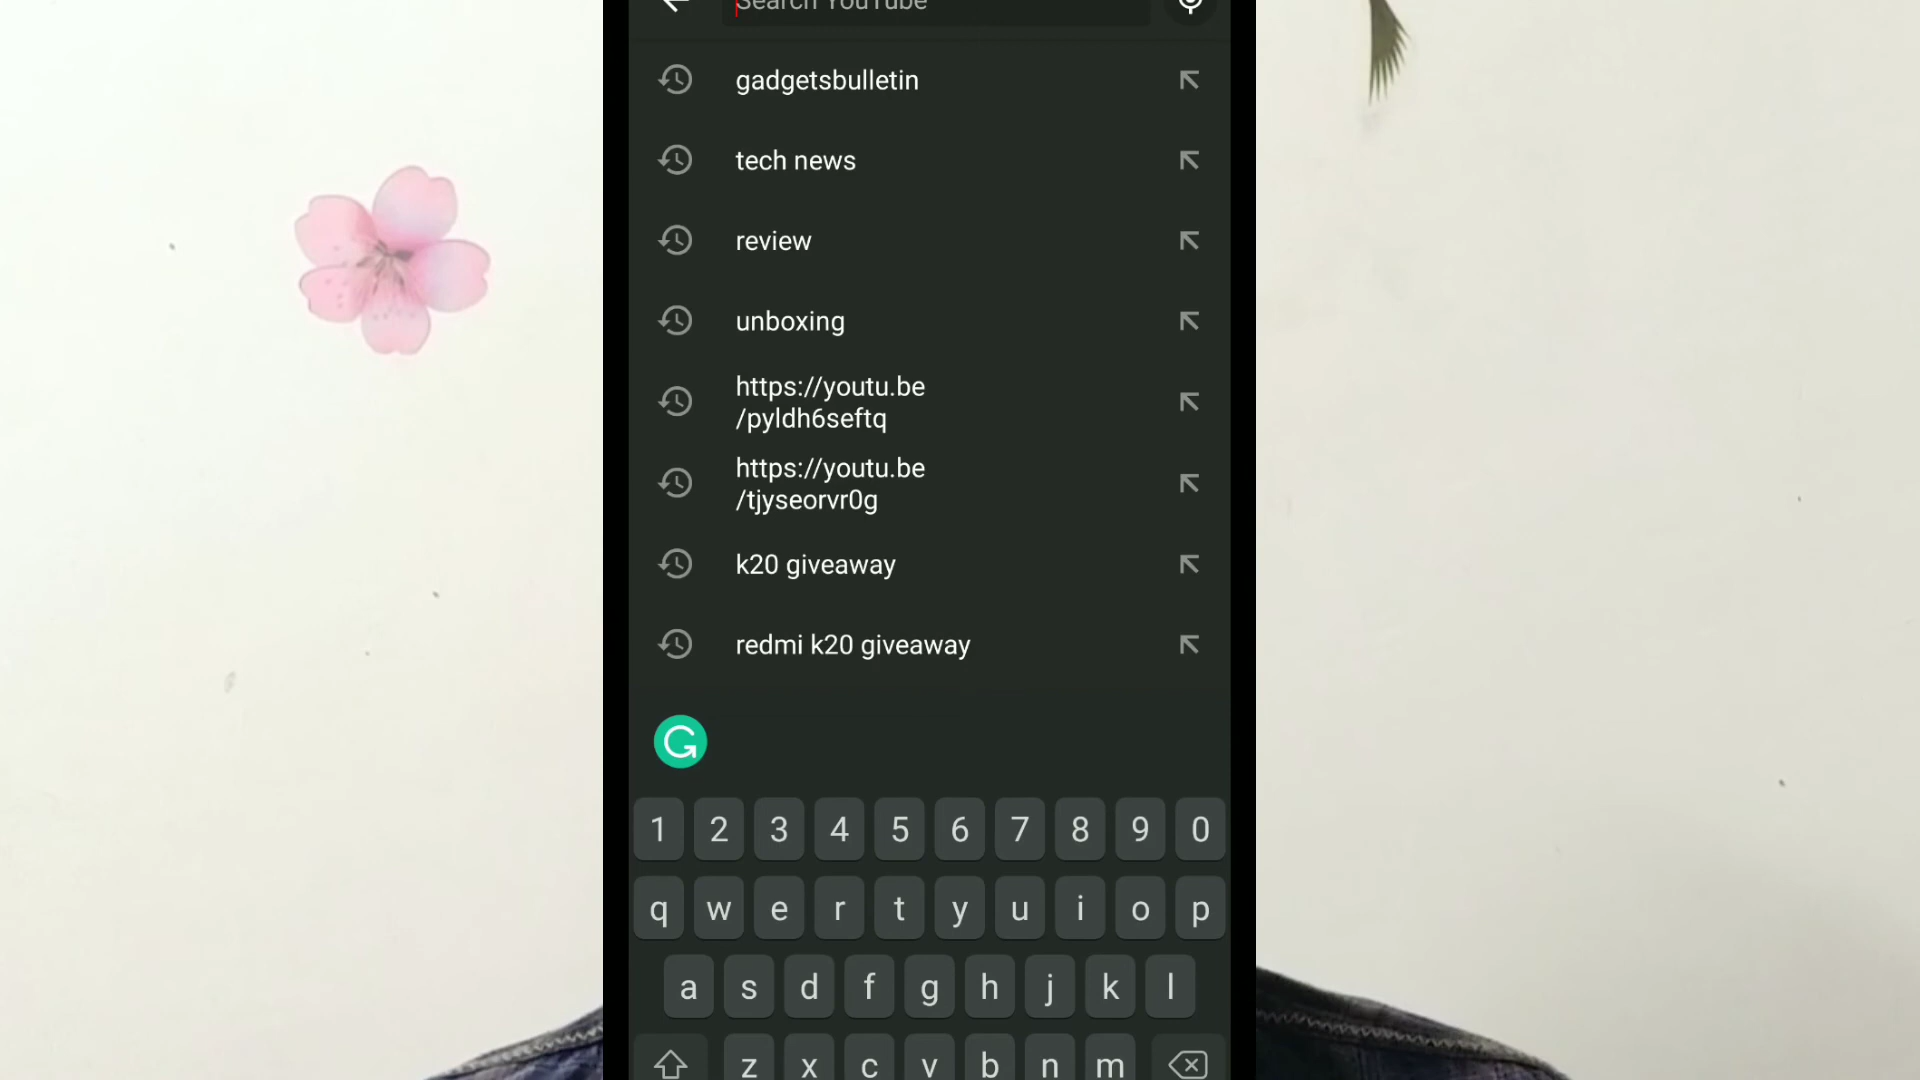 Search YouTube
gadgetsbulletin
tech news
review
unboxing
https://youtu.be
/pyldh6seftq
https://youtu.be
/tjyseorvr0g
k20 giveaway
redmi k20 giveaway
1 2 3 4 5 6 7 8 9 0
q w e r t y u i o p
a s d f g h j k l
z x c v b n m